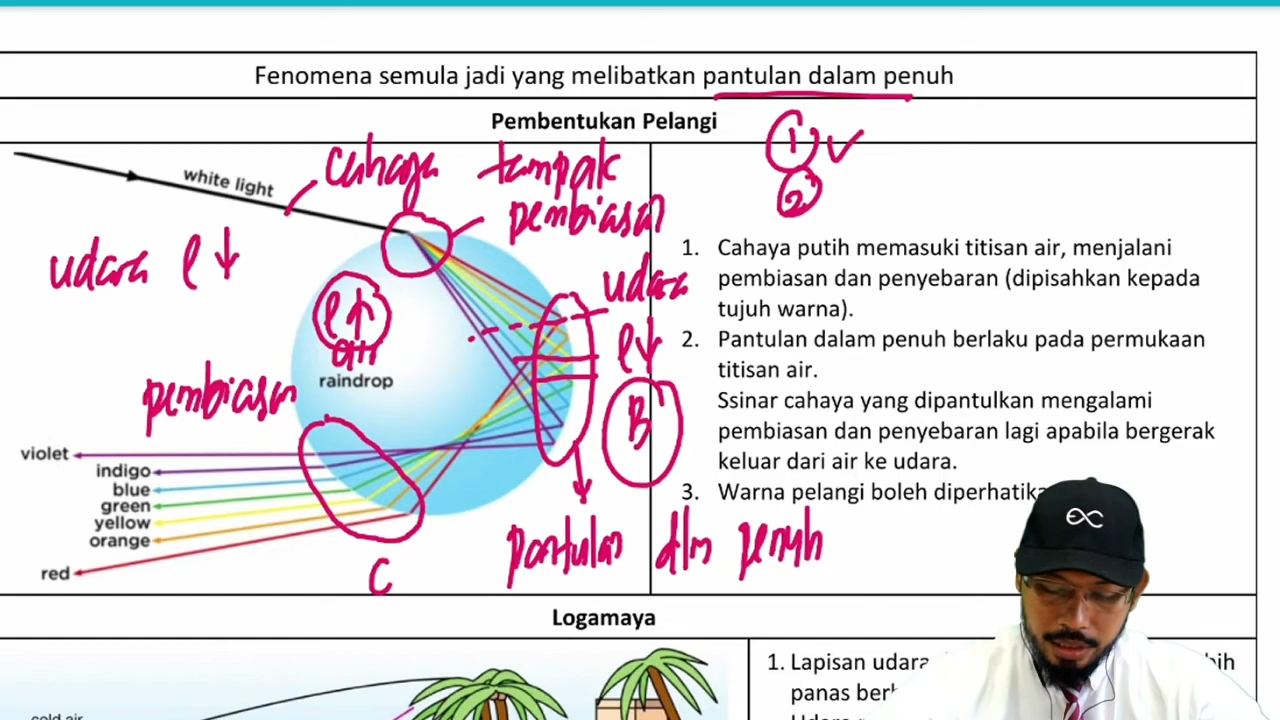 Fenomena semula jadi yang melibatkan pantulan dalam penuh
Pembentukan Pelangi
white light
cahaya tampak
pembiasan
udara ρ↓
ρ↑
air
raindrop
pembiasan
udara
ρ↓
B
violet
indigo
blue
green
yellow
orange
red
C
pantulan dlm penuh
1 ✓
2
1. Cahaya putih memasuki titisan air, menjalani
pembiasan dan penyebaran (dipisahkan kepada
tujuh warna).
2. Pantulan dalam penuh berlaku pada permukaan
titisan air.
Ssinar cahaya yang dipantulkan mengalami
pembiasan dan penyebaran lagi apabila bergerak
keluar dari air ke udara.
3. Warna pelangi boleh
Logamaya
cold air
1. Lapisan udara
panas